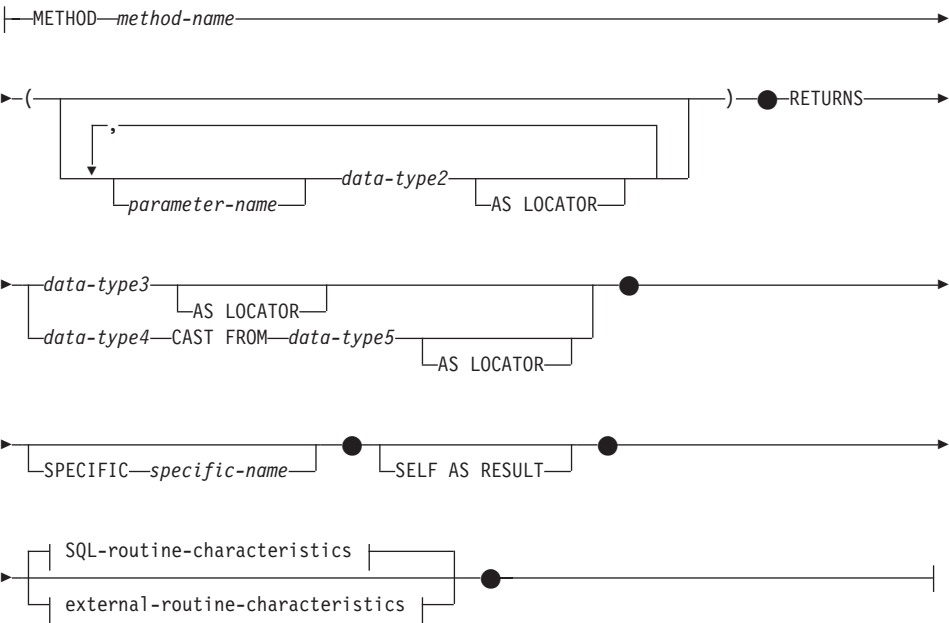 METHOD method-name
( ) RETURNS
,
parameter-name data-type2 AS LOCATOR
data-type3 AS LOCATOR
data-type4 CAST FROM data-type5 AS LOCATOR
SPECIFIC specific-name SELF AS RESULT
SQL-routine-characteristics
external-routine-characteristics